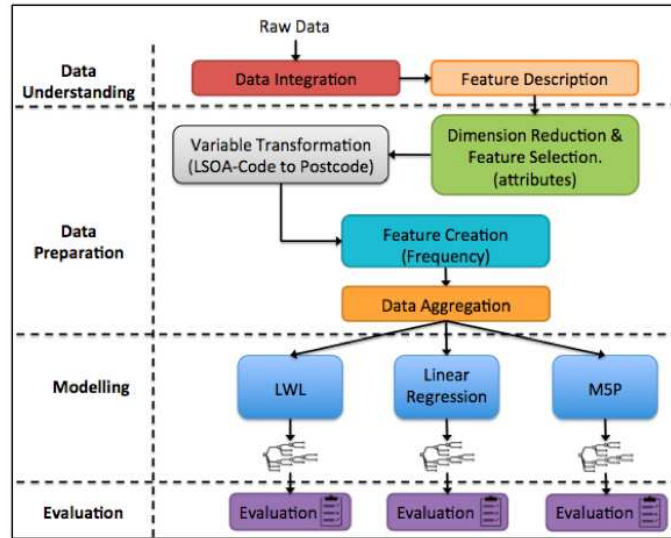 Raw Data
Data
Understanding
Data Integration
Feature Description
Variable Transformation
(LSOA-Code to Postcode)
Dimension Reduction &
Feature Selection.
(attributes)
Data
Preparation
Feature Creation
(Frequency)
Data Aggregation
Modelling
LWL
Linear
Regression
M5P
Evaluation
Evaluation
Evaluation
Evaluation